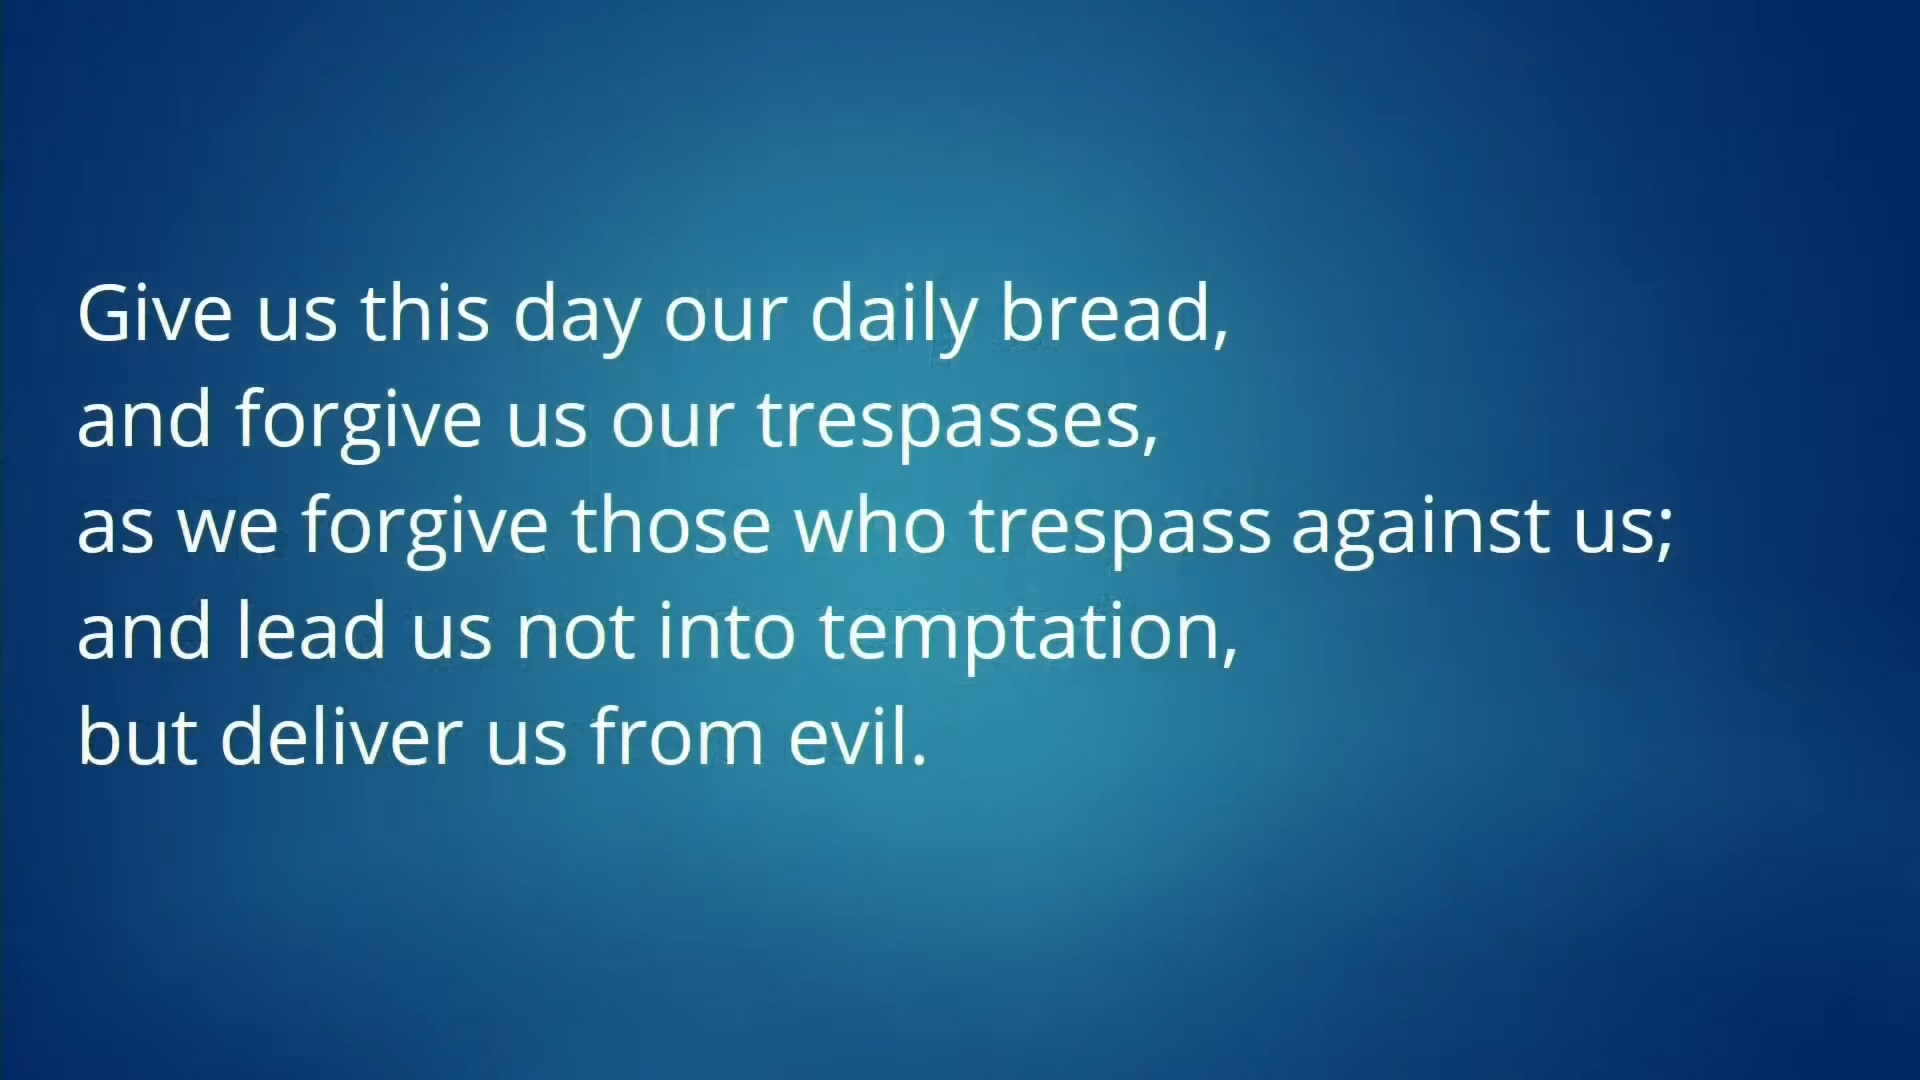 Give us this day our daily bread,
and forgive us our trespasses,
as we forgive those who trespass against us;
and lead us not into temptation,
but deliver us from evil.